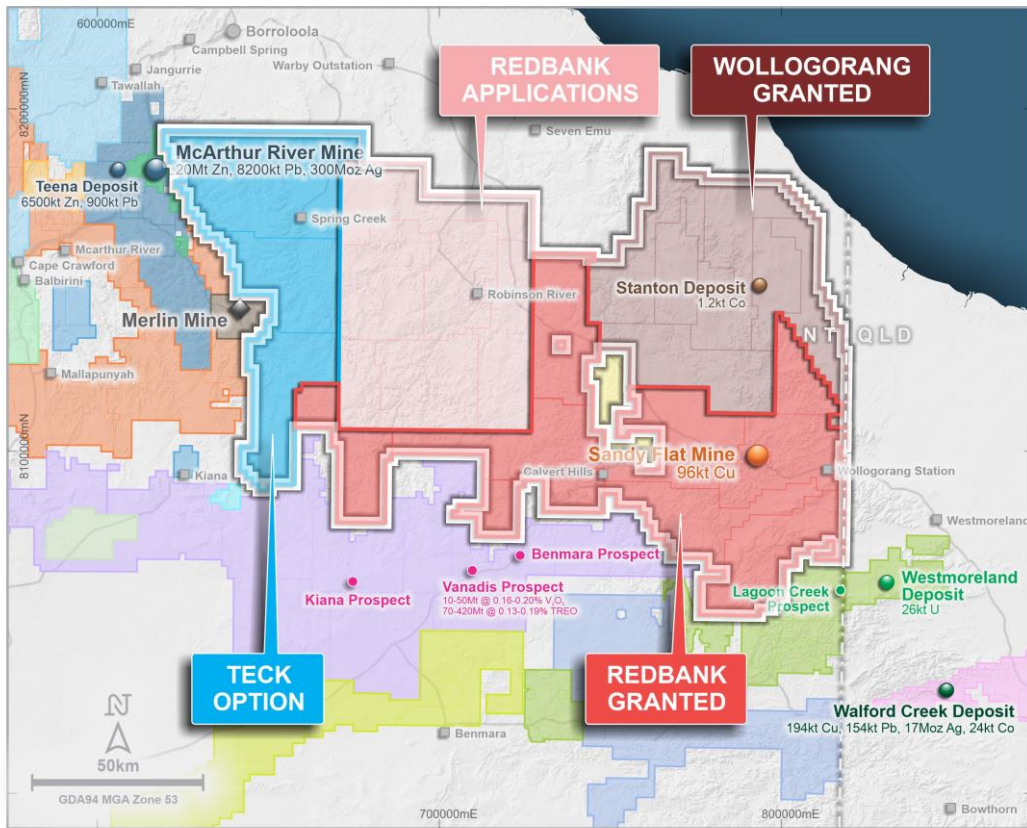 600000mE
Borroloola
Campbell Spring
Warby Outstation
Jangurrie
Tawallah
8200000mN
REDBANK
APPLICATIONS
WOLLOGORANG
GRANTED
Seven Emu
McArthur River Mine
20Mt Zn, 8200kt Pb, 300Moz Ag
Teena Deposit
6500kt Zn, 900kt Pb
Spring Creek
Mcarthur River
Cape Crawford
Balbirini
Merlin Mine
Robinson River
Stanton Deposit
1.2kt Co
NT QLD
Mallapunyah
8100000mN
Kiana
Sandy Flat Mine
96kt Cu
Calvert Hills
Wollogorang Station
Westmoreland
Benmara Prospect
Kiana Prospect
Vanadis Prospect
10-50Mt @ 0.16-0.20% V₂O₅
70-420Mt @ 0.13-0.19% TREO
Lagoon Creek
Prospect
Westmoreland
Deposit
26kt U
TECK
OPTION
REDBANK
GRANTED
Walford Creek Deposit
194kt Cu, 154kt Pb, 17Moz Ag, 24kt Co
Benmara
N
50km
GDA94 MGA Zone 53
700000mE
800000mE
Bowthorn